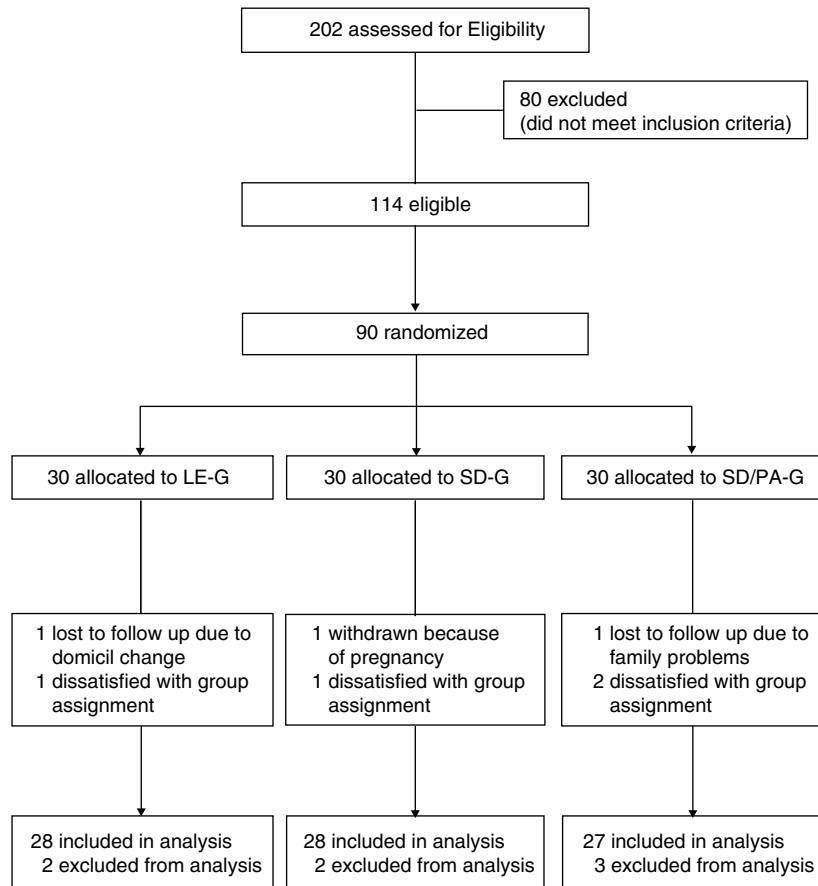 202 assessed for Eligibility
80 excluded
(did not meet inclusion criteria)
114 eligible
90 randomized
30 allocated to LE-G
30 allocated to SD-G
30 allocated to SD/PA-G
1 lost to follow up due to
domicil change
1 dissatisfied with group
assignment
1 withdrawn because
of pregnancy
1 dissatisfied with group
assignment
1 lost to follow up due to
family problems
2 dissatisfied with group
assignment
28 included in analysis
2 excluded from analysis
28 included in analysis
2 excluded from analysis
27 included in analysis
3 excluded from analysis